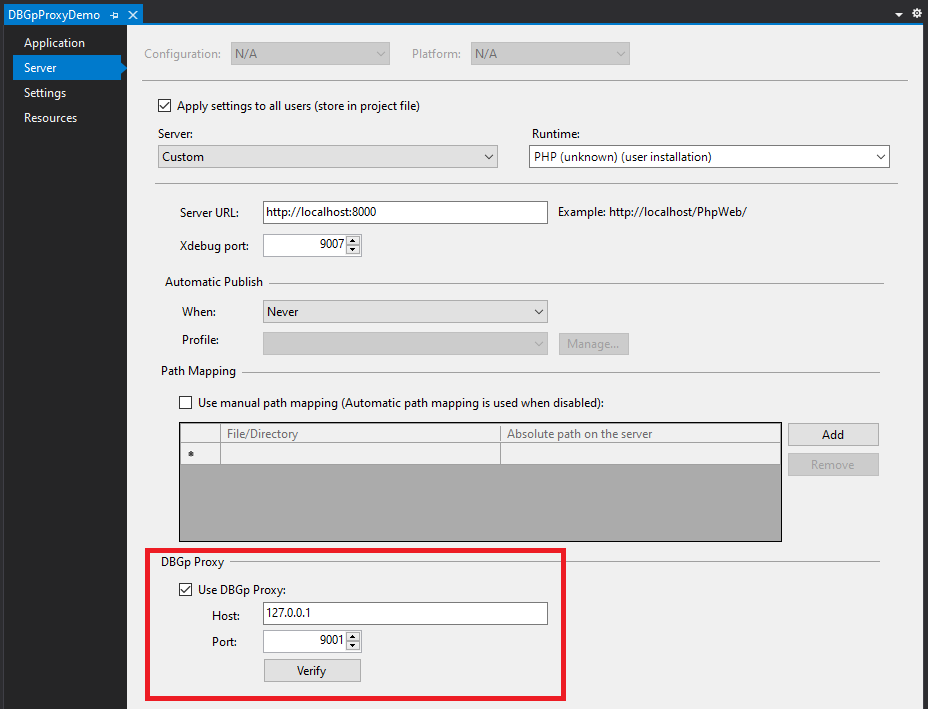 DBGpProxyDemo
Application
Server
Settings
Resources
Configuration: N/A Platform: N/A
Apply settings to all users (store in project file)
Server: Runtime:
Custom PHP (unknown) (user installation)
Server URL: http://localhost:8000 Example: http://localhost/PhpWeb/
Xdebug port: 9007
Automatic Publish
When: Never
Profile: Manage...
Path Mapping
Use manual path mapping (Automatic path mapping is used when disabled):
File/Directory Absolute path on the server Add
* Remove
DBGp Proxy
Use DBGp Proxy:
Host: 127.0.0.1
Port: 9001
Verify